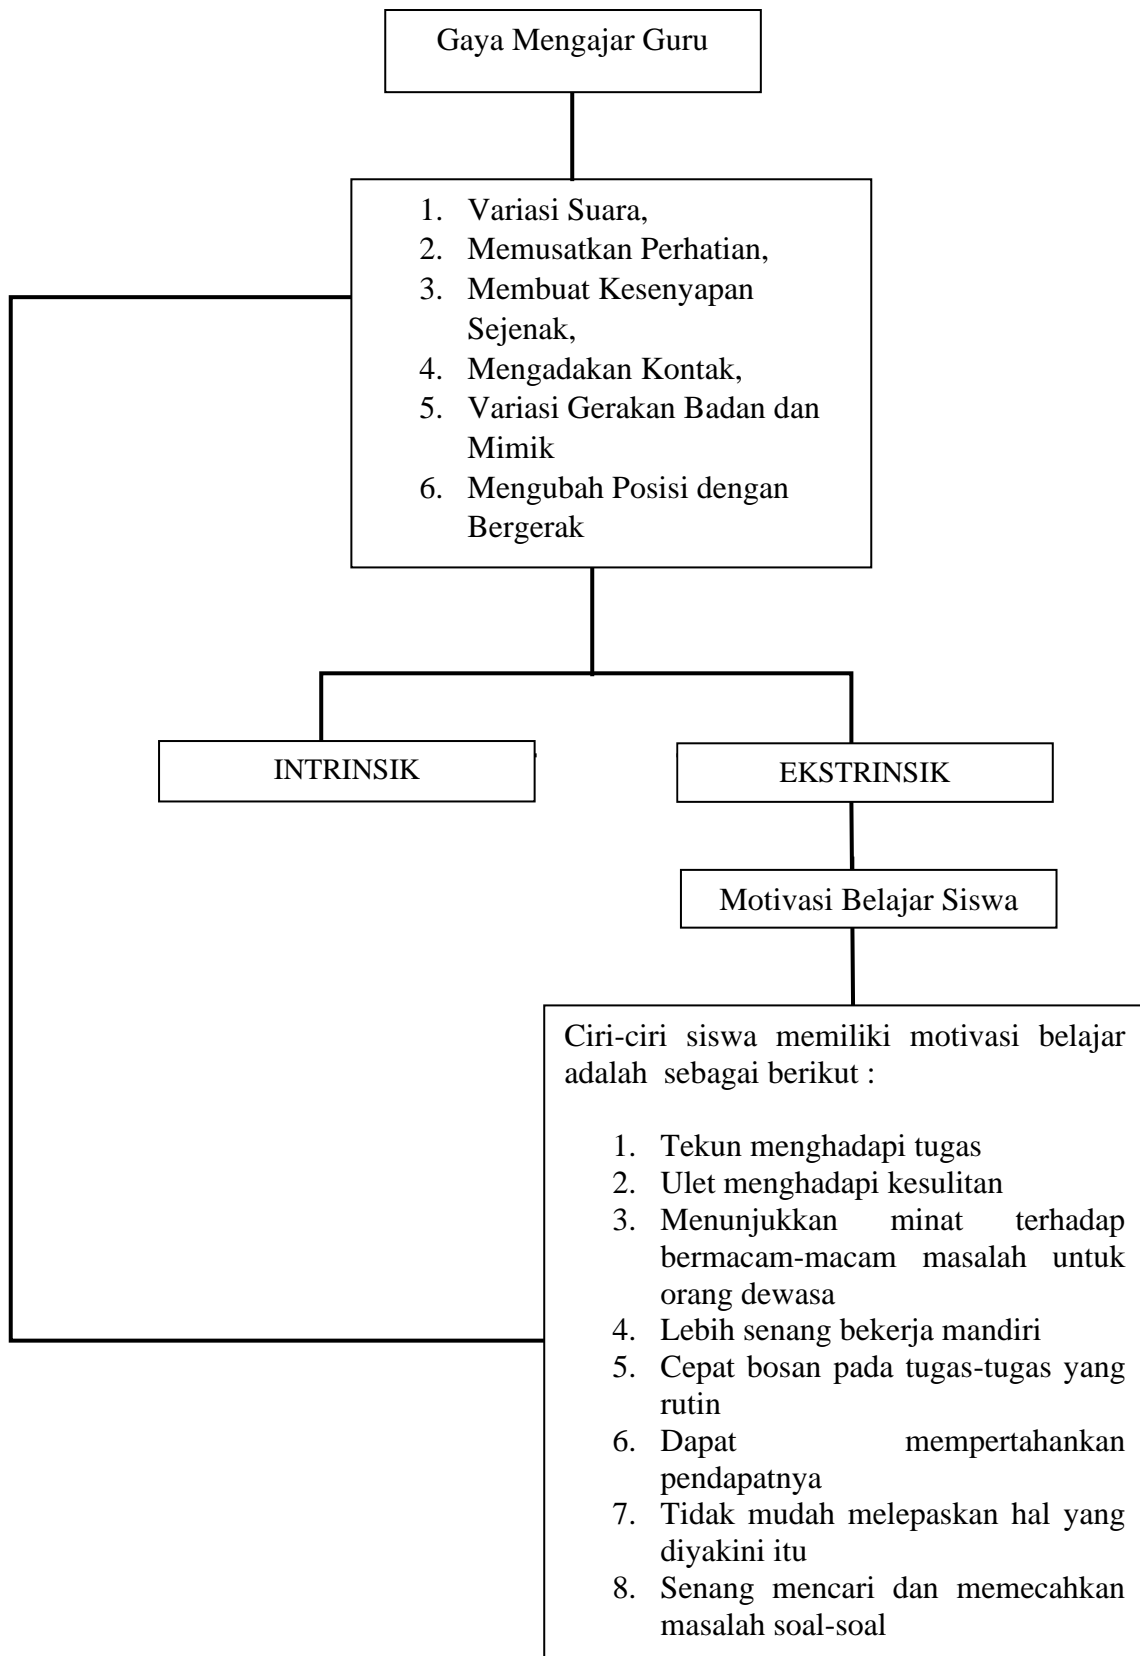 Gaya Mengajar Guru
1. Variasi Suara,
2. Memusatkan Perhatian,
3. Membuat Kesenyapan
Sejenak,
4. Mengadakan Kontak,
5. Variasi Gerakan Badan dan
Mimik
6. Mengubah Posisi dengan
Bergerak
INTRINSIK
EKSTRINSIK
Motivasi Belajar Siswa
Ciri-ciri siswa memiliki motivasi belajar
adalah sebagai berikut :
1. Tekun menghadapi tugas
2. Ulet menghadapi kesulitan
3. Menunjukkan minat terhadap
bermacam-macam masalah untuk
orang dewasa
4. Lebih senang bekerja mandiri
5. Cepat bosan pada tugas-tugas yang
rutin
6. Dapat mempertahankan
pendapatnya
7. Tidak mudah melepaskan hal yang
diyakini itu
8. Senang mencari dan memecahkan
masalah soal-soal